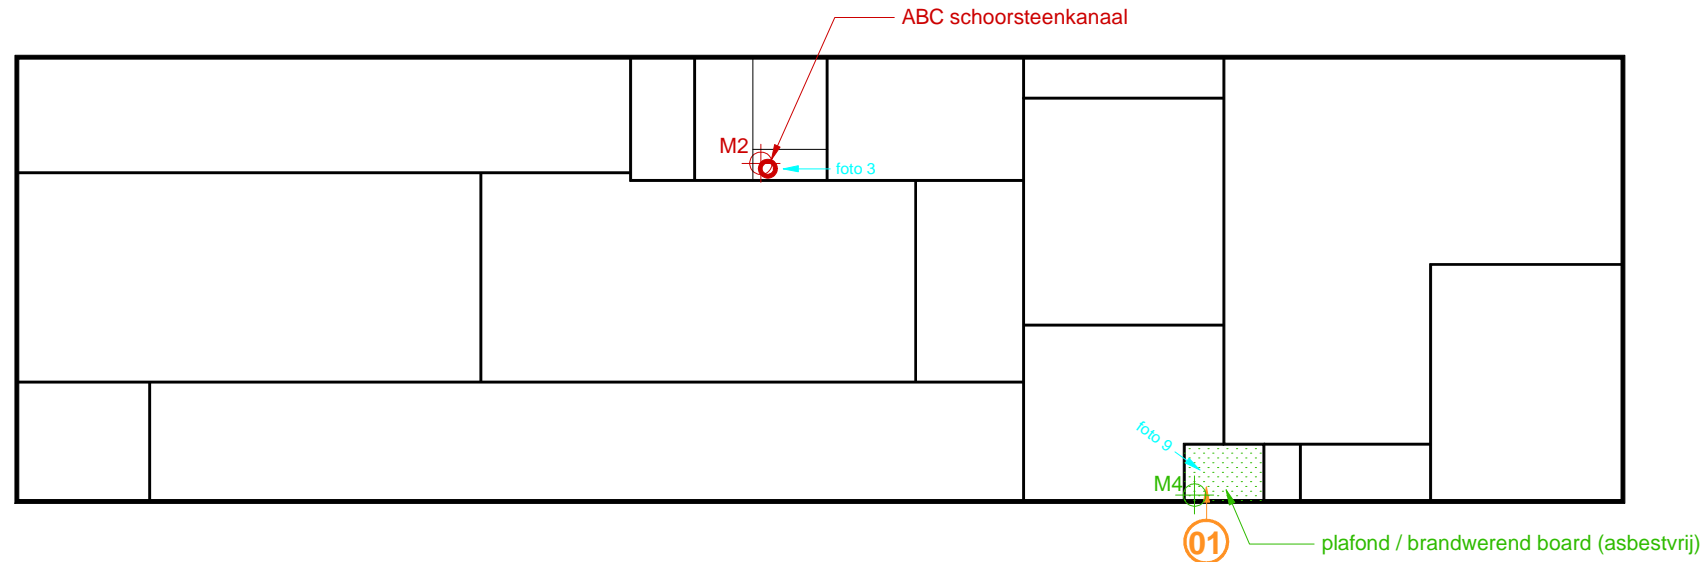 ABC schoorsteenkanaal
M2
foto 3
foto 9
M4
01
plafond / brandwerend board (asbestvrij)